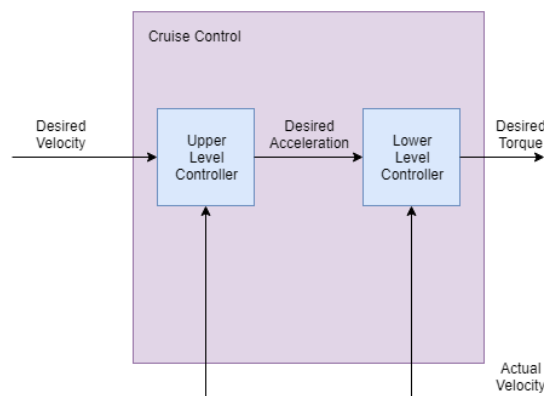 Cruise Control
Desired
Velocity
Upper
Level
Controller
Desired
Acceleration
Lower
Level
Controller
Desired
Torque
Actual
Velocity